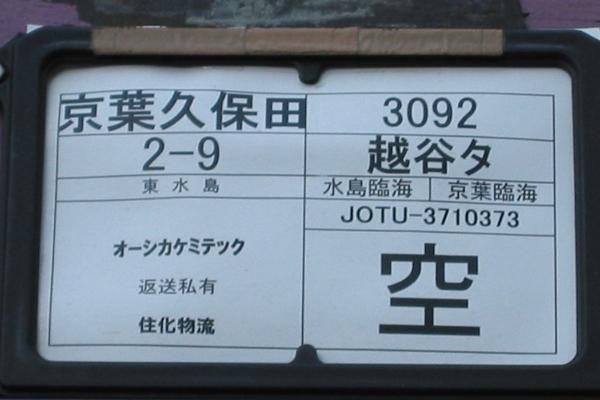 京葉久保田
3092
2-9
越谷タ
東水島
水島臨海
京葉臨海
JOTU-3710373
オーシカケミテック
返送私有
住化物流
空